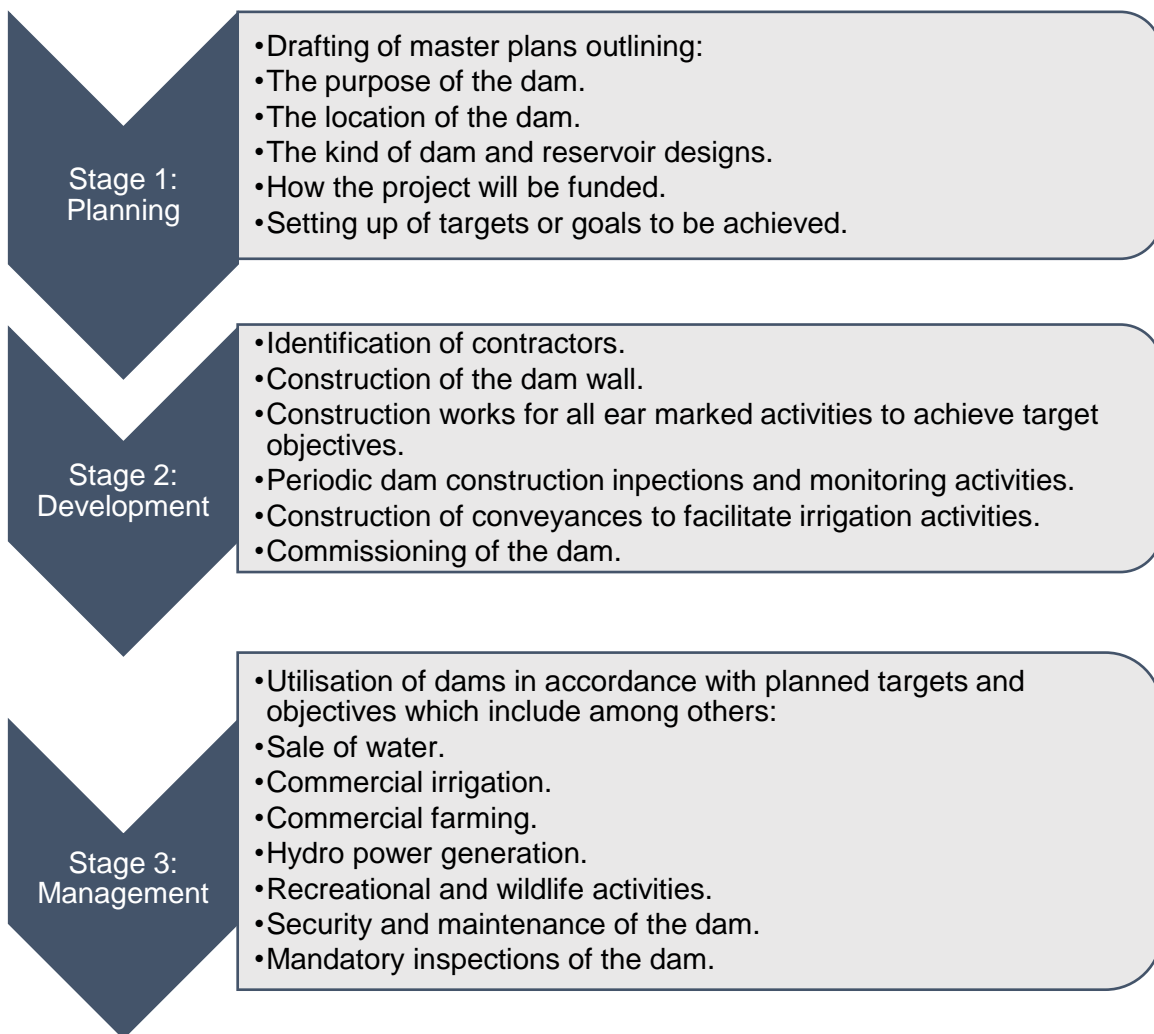 Stage 1:
Planning
•Drafting of master plans outlining:
•The purpose of the dam.
•The location of the dam.
•The kind of dam and reservoir designs.
•How the project will be funded.
•Setting up of targets or goals to be achieved.
Stage 2:
Development
•Identification of contractors.
•Construction of the dam wall.
•Construction works for all ear marked activities to achieve target
objectives.
•Periodic dam construction inpections and monitoring activities.
•Construction of conveyances to facilitate irrigation activities.
•Commissioning of the dam.
Stage 3:
Management
•Utilisation of dams in accordance with planned targets and
objectives which include among others:
•Sale of water.
•Commercial irrigation.
•Commercial farming.
•Hydro power generation.
•Recreational and wildlife activities.
•Security and maintenance of the dam.
•Mandatory inspections of the dam.